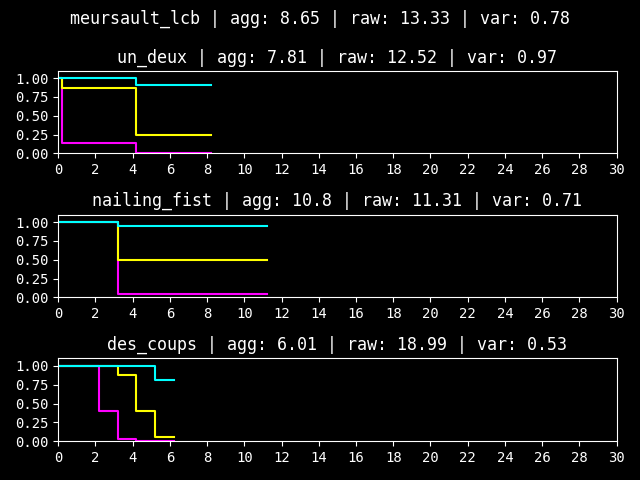 meursault_lcb | agg: 8.65 | raw: 13.33 | var: 0.78
un_deux | agg: 7.81 | raw: 12.52 | var: 0.97
1.00
0.75
0.50
0.25
0.00
0 2 4 6 8 10 12 14 16 18 20 22 24 26 28 30
nailing_fist | agg: 10.8 | raw: 11.31 | var: 0.71
1.00
0.75
0.50
0.25
0.00
0 2 4 6 8 10 12 14 16 18 20 22 24 26 28 30
des_coups | agg: 6.01 | raw: 18.99 | var: 0.53
1.00
0.75
0.50
0.25
0.00
0 2 4 6 8 10 12 14 16 18 20 22 24 26 28 30